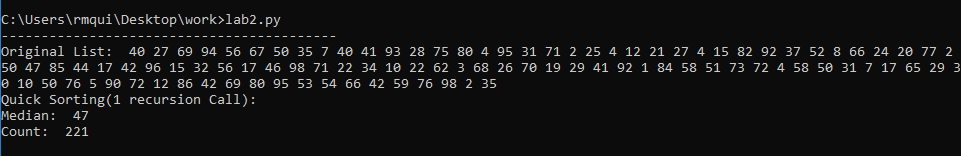 C:\Users\rmqui\Desktop\work>lab2.py
-----------------------------------------
Original List:  40 27 69 94 56 67 50 35 7 40 41 93 28 75 80 4 95 31 71 2 25 4 12 21 27 4 15 82 92 37 52 8 66 24 20 77 2
50 47 85 44 17 42 96 15 32 56 17 46 98 71 22 34 10 22 62 3 68 26 70 19 29 41 92 1 84 58 51 73 72 4 58 50 31 7 17 65 29 3
0 10 50 76 5 90 72 12 86 42 69 80 95 53 54 66 42 59 76 98 2 35
Quick Sorting(1 recursion Call):
Median:  47
Count:  221